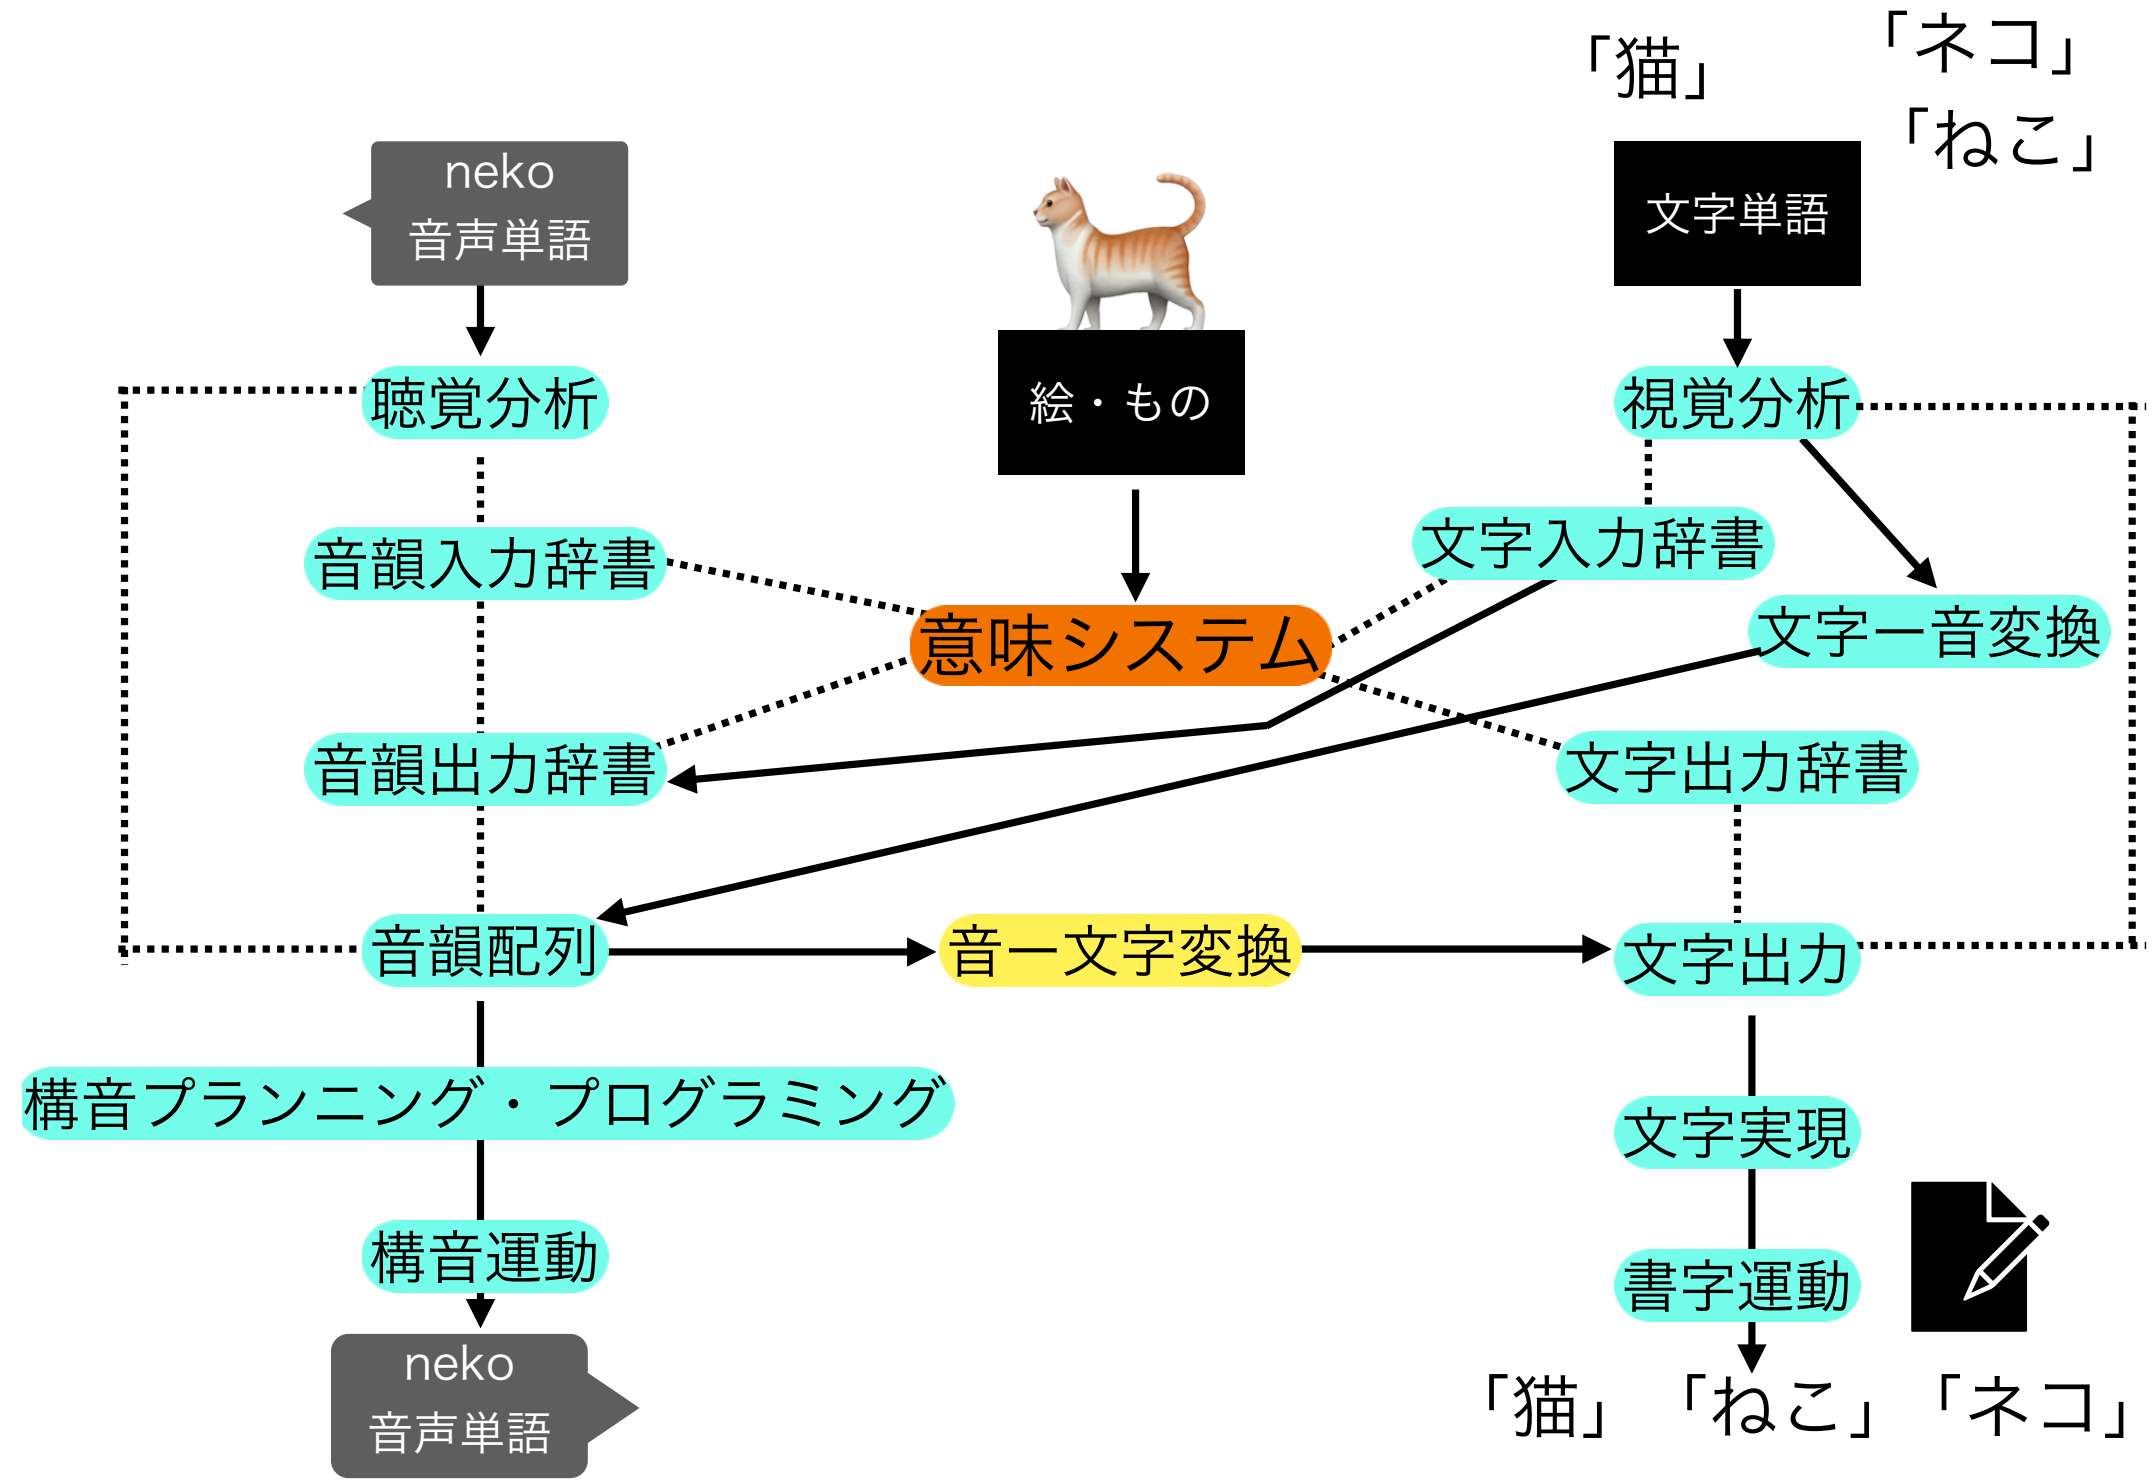 「猫」
「ネコ」
「ねこ」
neko
音声単語
文字単語
絵・もの
聴覚分析
視覚分析
音韻入力辞書
文字入力辞書
意味システム
文字ー音変換
音韻出力辞書
文字出力辞書
音韻配列
音ー文字変換
文字出力
構音プランニング・プログラミング
文字実現
構音運動
書字運動
neko
音声単語
「猫」「ねこ」「ネコ」